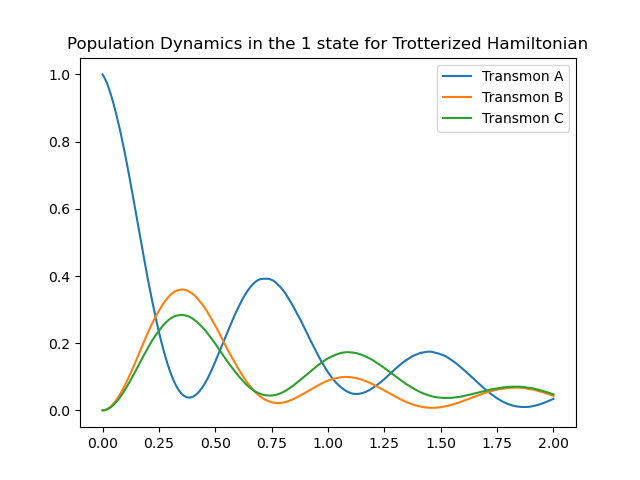 Population Dynamics in the 1 state for Trotterized Hamiltonian
Transmon A
Transmon B
Transmon C
1.0
0.8
0.6
0.4
0.2
0.0
0.00 0.25 0.50 0.75 1.00 1.25 1.50 1.75 2.00